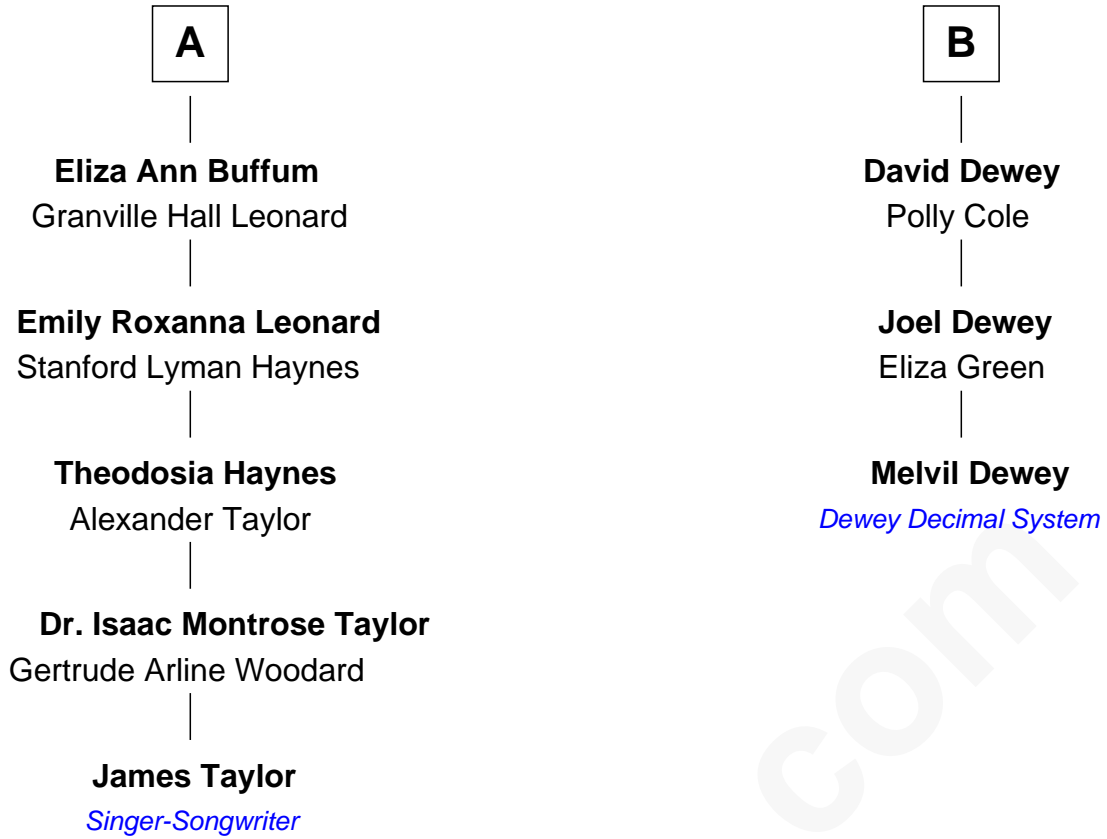 A
Eliza Ann Buffum
Granville Hall Leonard
Emily Roxanna Leonard
Stanford Lyman Haynes
Theodosia Haynes
Alexander Taylor
Dr. Isaac Montrose Taylor
Gertrude Arline Woodard
James Taylor
Singer-Songwriter
B
David Dewey
Polly Cole
Joel Dewey
Eliza Green
Melvil Dewey
Dewey Decimal System
com